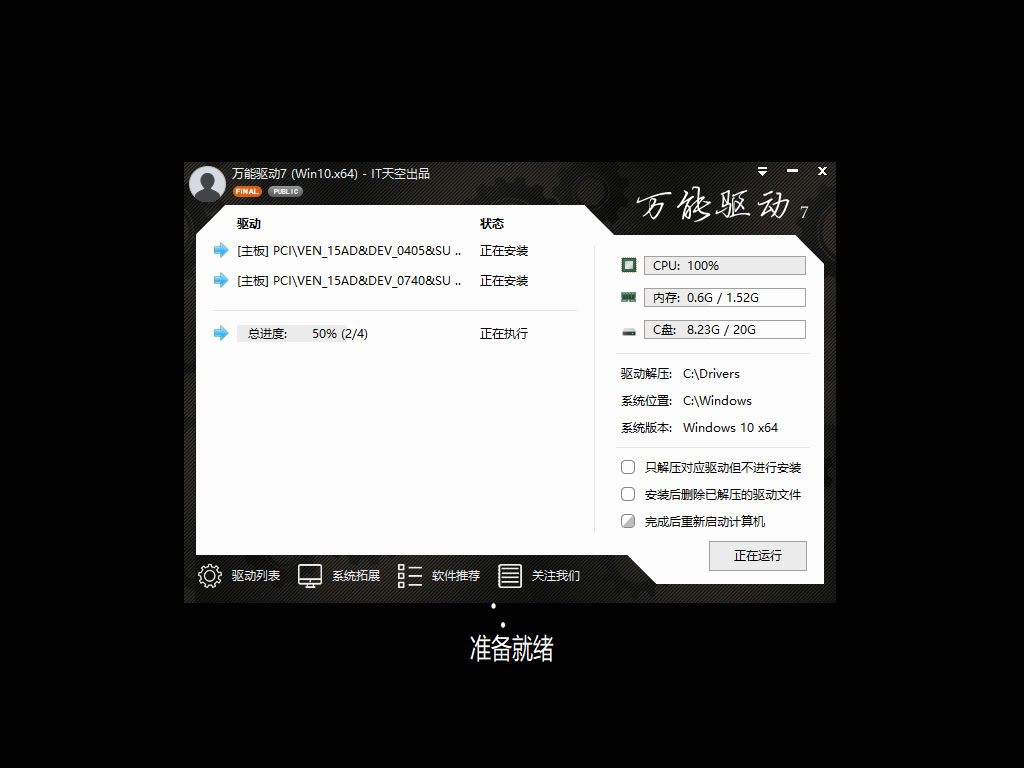 万能驱动7 (Win10.x64) - IT天空出品
FINAL PUBLIC
万能驱动 7
驱动 状态
[主板] PCI\VEN_15AD&DEV_0405&SU .. 正在安装
[主板] PCI\VEN_15AD&DEV_0740&SU .. 正在安装
总进度: 50% (2/4) 正在执行
CPU: 100%
内存: 0.6G / 1.52G
C盘: 8.23G / 20G
驱动解压: C:\Drivers
系统位置: C:\Windows
系统版本: Windows 10 x64
只解压对应驱动但不进行安装
安装后删除已解压的驱动文件
完成后重新启动计算机
正在运行
驱动列表 系统拓展 软件推荐 关注我们
准备就绪